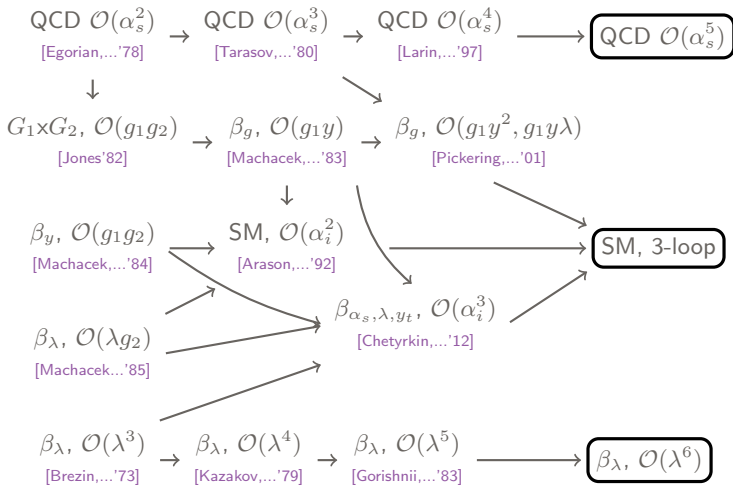 QCD 𝒪(α_s^2) QCD 𝒪(α_s^3) QCD 𝒪(α_s^4) QCD 𝒪(α_s^5)
[Egorian,...'78] [Tarasov,...'80] [Larin,...'97]
G_1xG_2, 𝒪(g_1g_2) β_g, 𝒪(g_1y) β_g, 𝒪(g_1y^2, g_1yλ)
[Jones'82] [Machacek,...'83] [Pickering,...'01]
β_y, 𝒪(g_1g_2) SM, 𝒪(α_i^2) SM, 3-loop
[Machacek,...'84] [Arason,...'92]
β_{α_s,λ,y_t}, 𝒪(α_i^3)
[Chetyrkin,...'12]
β_λ, 𝒪(λg_2)
[Machacek...'85]
β_λ, 𝒪(λ^3) β_λ, 𝒪(λ^4) β_λ, 𝒪(λ^5) β_λ, 𝒪(λ^6)
[Brezin,...'73] [Kazakov,...'79] [Gorishnii,...'83]